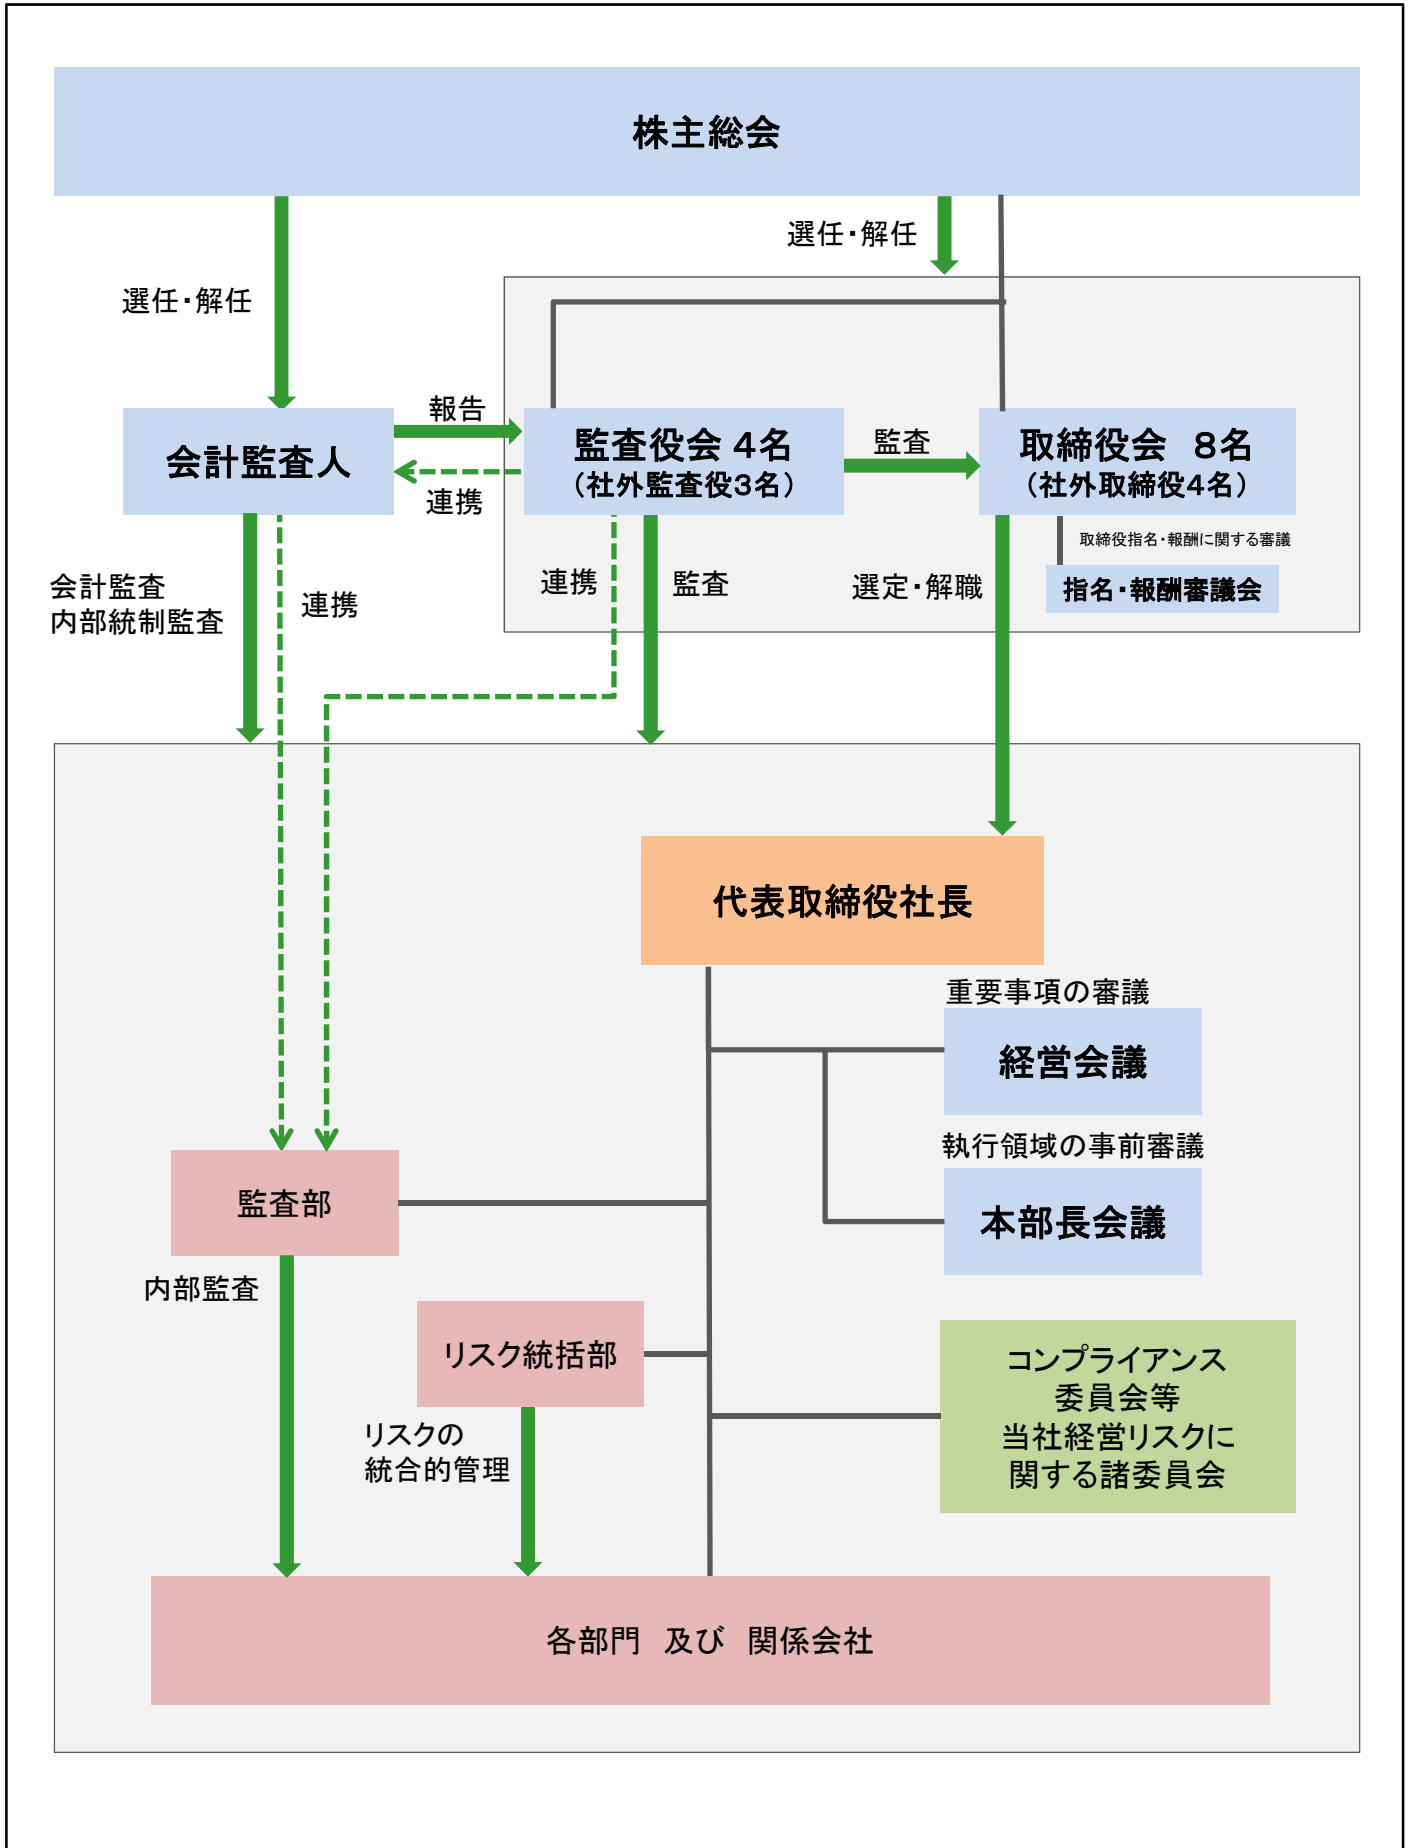 株主総会
選任・解任
選任・解任
報告
会計監査人
監査役会 4名
（社外監査役3名）
監査
取締役会　8名
（社外取締役4名）
連携
取締役指名・報酬に関する審議
指名・報酬審議会
会計監査
内部統制監査
連携
連携
監査
選定・解職
代表取締役社長
重要事項の審議
経営会議
執行領域の事前審議
本部長会議
監査部
内部監査
リスク統括部
リスクの
統合的管理
コンプライアンス
委員会等
当社経営リスクに
関する諸委員会
各部門　及び　関係会社